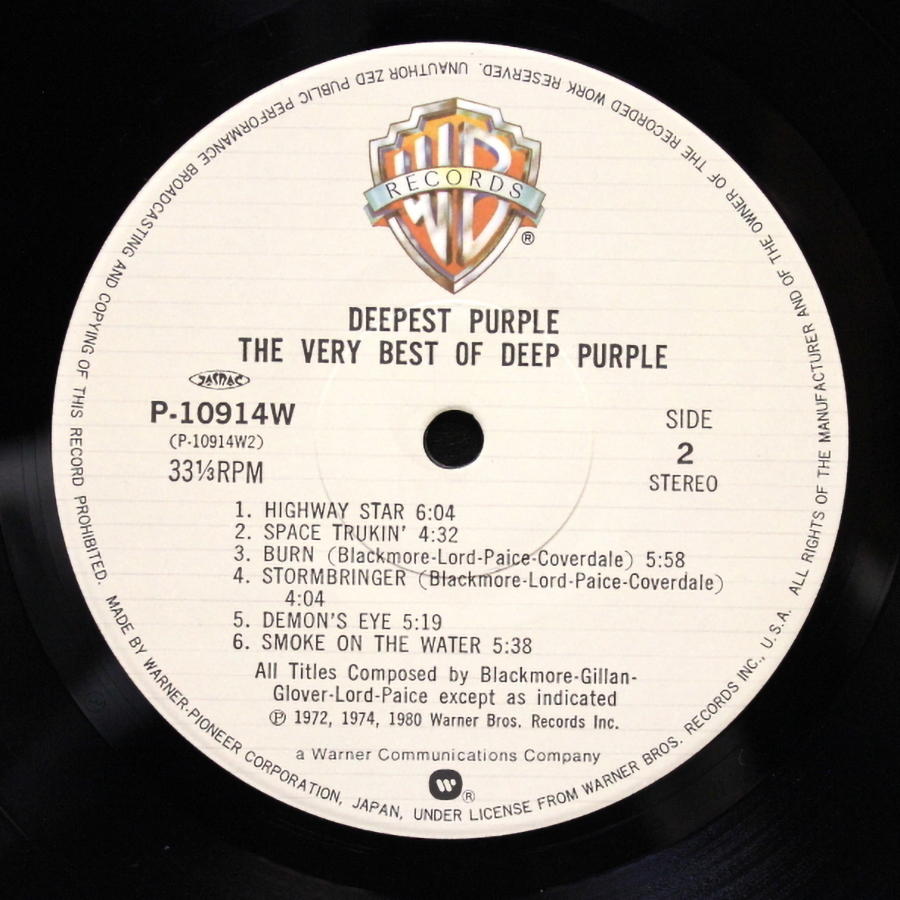 WB
RECORDS
®
DEEPEST PURPLE
THE VERY BEST OF DEEP PURPLE
JASRAC
P-10914W
(P-10914W2)
33⅓RPM
SIDE
2
STEREO
1. HIGHWAY STAR 6:04
2. SPACE TRUKIN' 4:32
3. BURN (Blackmore-Lord-Paice-Coverdale) 5:58
4. STORMBRINGER (Blackmore-Lord-Paice-Coverdale)
4:04
5. DEMON'S EYE 5:19
6. SMOKE ON THE WATER 5:38
All Titles Composed by Blackmore-Gillan-
Glover-Lord-Paice except as indicated
℗ 1972, 1974, 1980 Warner Bros. Records Inc.
a Warner Communications Company
W®
MADE BY WARNER-PIONEER CORPORATION, JAPAN, UNDER LICENSE FROM WARNER BROS. RECORDS INC., U.S.A. ALL RIGHTS OF THE MANUFACTURER AND OF THE OWNER OF THE RECORDED WORK RESERVED. UNAUTHOR ZED PUBLIC PERFORMANCE BROADCASTING AND COPYING OF THIS RECORD PROHIBITED.